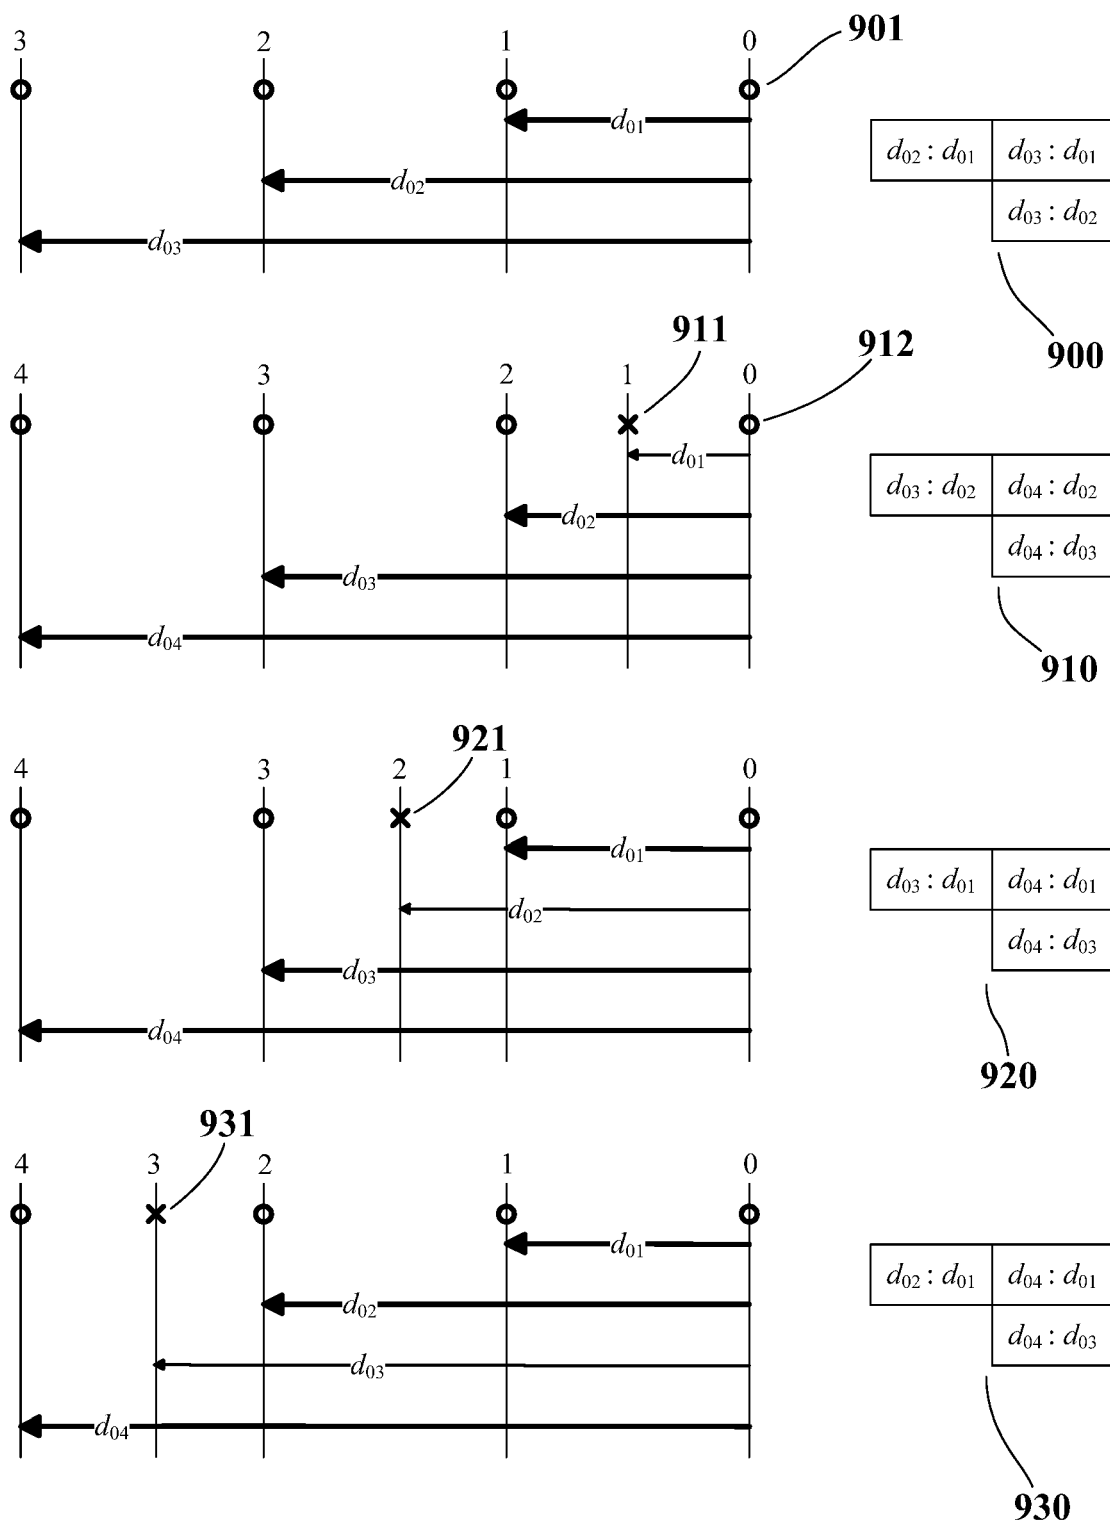 901
3 2 1 0
d01
d02 : d01 d03 : d01
d02
d03 : d02
d03
900
911 912
4 3 2 1 0
d01
d03 : d02 d04 : d02
d02
d04 : d03
d03
d04
910
921
4 3 2 1 0
d01
d03 : d01 d04 : d01
d02
d04 : d03
d03
d04
920
931
4 3 2 1 0
d01
d02 : d01 d04 : d01
d02
d04 : d03
d03
d04
930